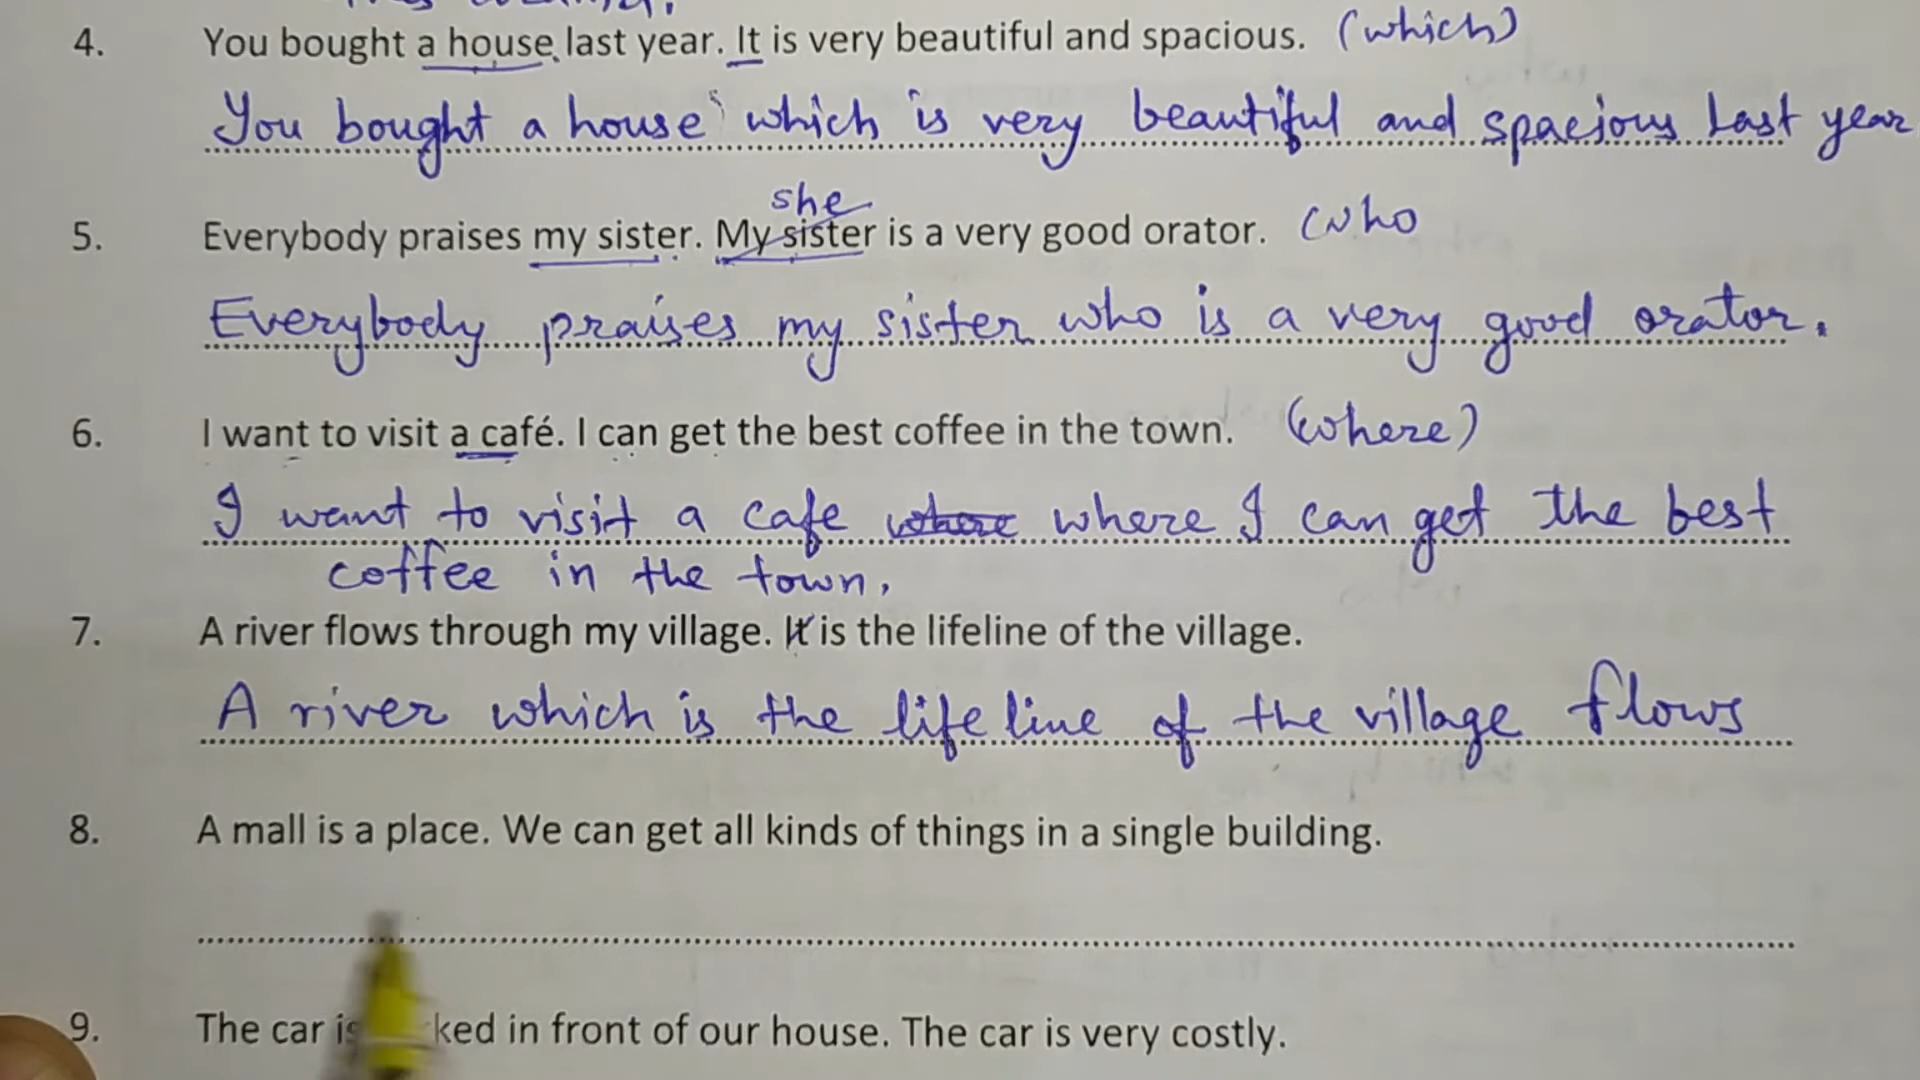 4. You bought a house last year. It is very beautiful and spacious. (which)
You bought a house which is very beautiful and spacious last year
she
5. Everybody praises my sister. My sister is a very good orator. (who
Everybody praises my sister who is a very good orator.
6. I want to visit a café. I can get the best coffee in the town. (where)
I want to visit a cafe where where I can get the best
coffee in the town.
7. A river flows through my village. It is the lifeline of the village.
A river which is the lifeline of the village flows
8. A mall is a place. We can get all kinds of things in a single building.
9. The car is ked in front of our house. The car is very costly.